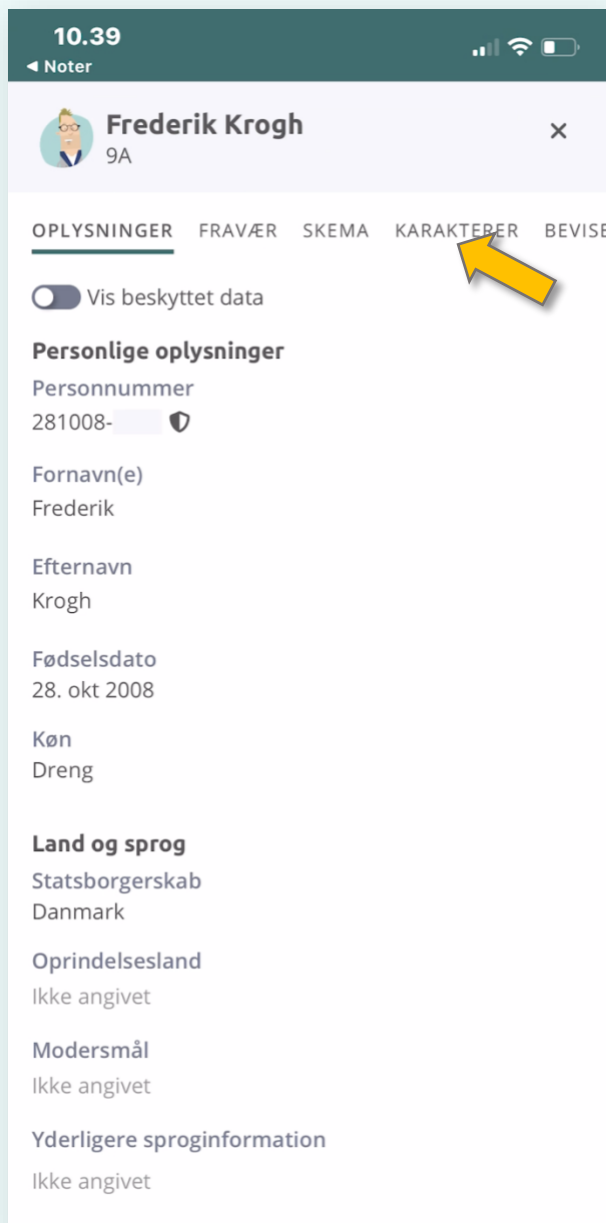 10.39
◀ Noter
Frederik Krogh
9A
OPLYSNINGER FRAVÆR SKEMA KARAKTERER BEVISE
Vis beskyttet data
Personlige oplysninger
Personnummer
281008-
Fornavn(e)
Frederik
Efternavn
Krogh
Fødselsdato
28. okt 2008
Køn
Dreng
Land og sprog
Statsborgerskab
Danmark
Oprindelsesland
Ikke angivet
Modersmål
Ikke angivet
Yderligere sproginformation
Ikke angivet